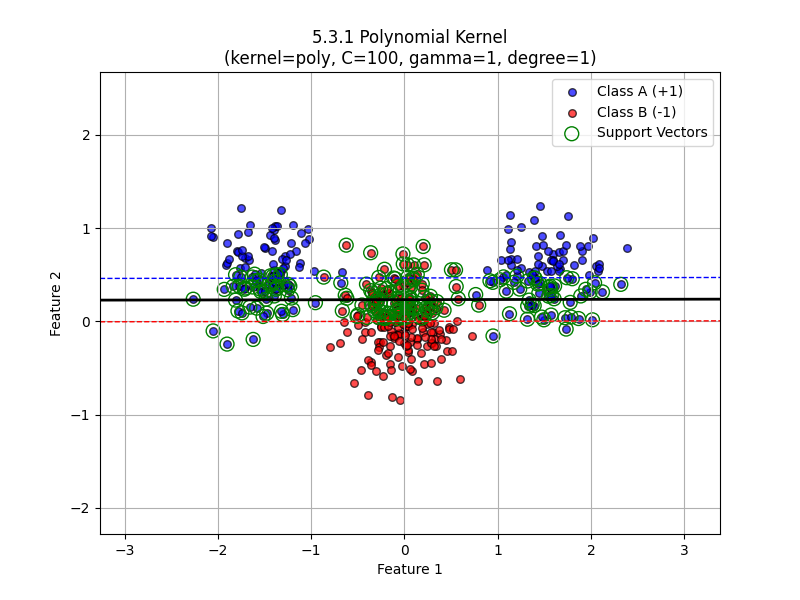 5.3.1 Polynomial Kernel
(kernel=poly, C=100, gamma=1, degree=1)
Class A (+1)
Class B (-1)
Support Vectors
2
1
0
−1
−2
Feature 2
−3
−2
−1
0
1
2
3
Feature 1